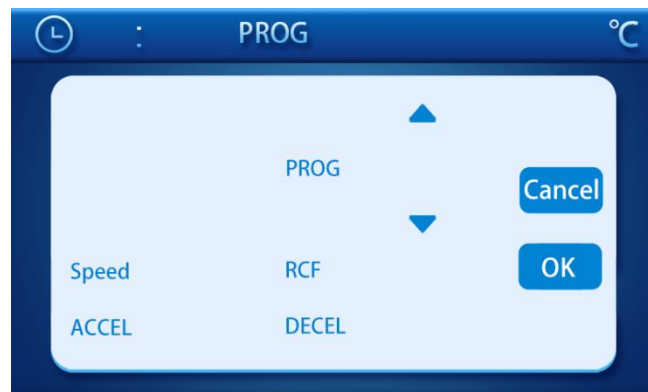 : PROG °C
PROG
Cancel
Speed RCF OK
ACCEL DECEL